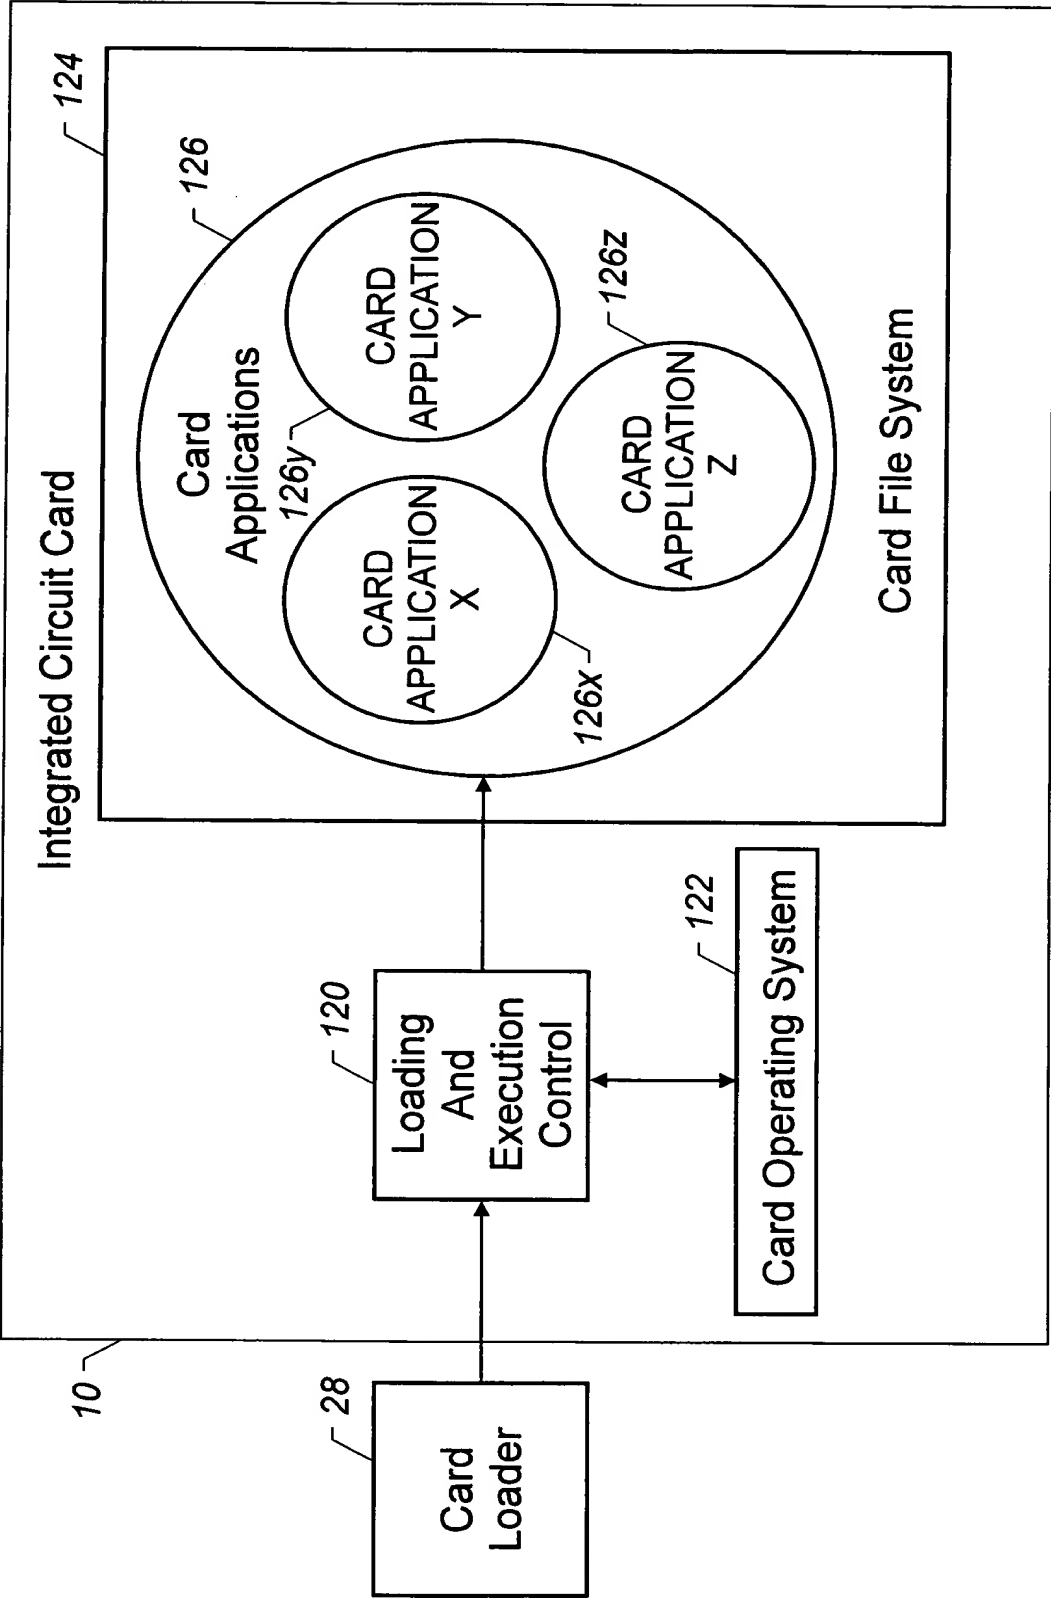 Integrated Circuit Card
10
124
126
Card
Applications
126y
CARD
APPLICATION
X
126x
CARD
APPLICATION
Y
CARD
APPLICATION
Z
126z
Card File System
28
Card
Loader
120
Loading
And
Execution
Control
122
Card Operating System